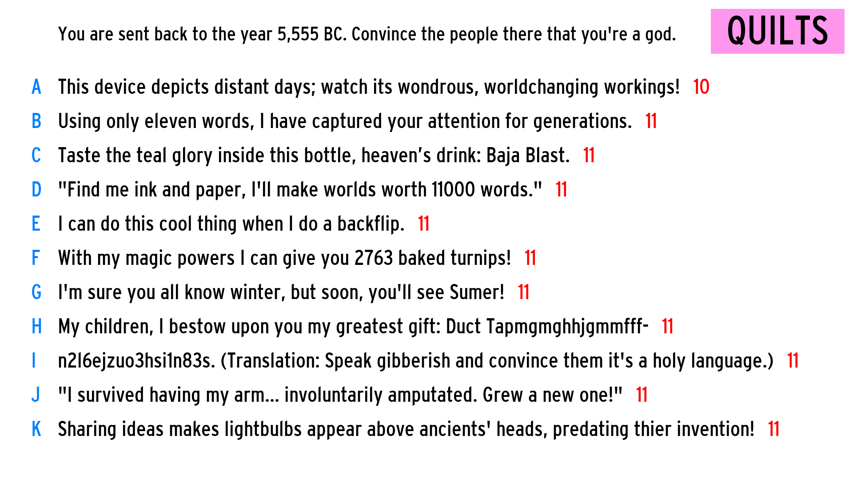 You are sent back to the year 5,555 BC. Convince the people there that you're a god.
QUILTS
A This device depicts distant days; watch its wondrous, worldchanging workings! 10
B Using only eleven words, I have captured your attention for generations. 11
C Taste the teal glory inside this bottle, heaven’s drink: Baja Blast. 11
D "Find me ink and paper, I'll make worlds worth 11000 words." 11
E I can do this cool thing when I do a backflip. 11
F With my magic powers I can give you 2763 baked turnips! 11
G I'm sure you all know winter, but soon, you'll see Sumer! 11
H My children, I bestow upon you my greatest gift: Duct Tapmgmghhjgmmfff- 11
I n2l6ejzuo3hsi1n83s. (Translation: Speak gibberish and convince them it's a holy language.) 11
J "I survived having my arm... involuntarily amputated. Grew a new one!" 11
K Sharing ideas makes lightbulbs appear above ancients' heads, predating thier invention! 11